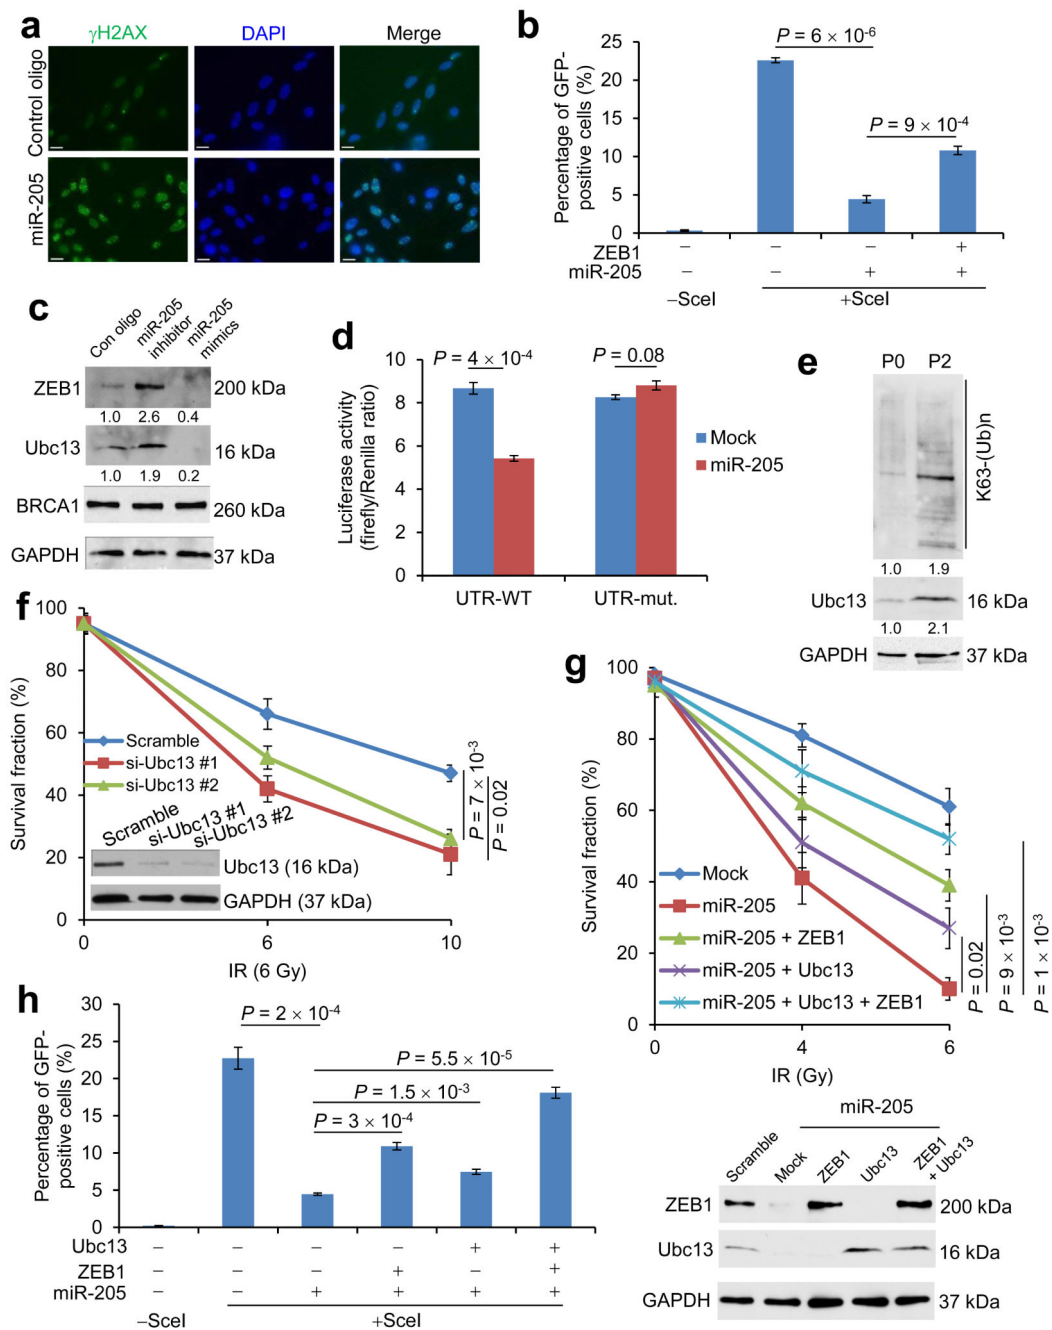 a
γH2AX DAPI Merge
Control oligo
miR-205
b
Percentage of GFP-
positive cells (%)
25
20
15
10
5
0
P = 6 × 10-6
P = 9 × 10-4
ZEB1 – – +
miR-205 – – + +
–SceI +SceI
c
Con oligo
miR-205
inhibitor
miR-205
mimics
ZEB1 200 kDa
1.0 2.6 0.4
Ubc13 16 kDa
1.0 1.9 0.2
BRCA1 260 kDa
GAPDH 37 kDa
d
Luciferase activity
(firefly/Renilla ratio)
10
8
6
4
2
0
P = 4 × 10-4
P = 0.08
Mock
miR-205
UTR-WT UTR-mut.
e
P0 P2
K63-(Ub)n
1.0 1.9
Ubc13 16 kDa
1.0 2.1
GAPDH 37 kDa
f
Survival fraction (%)
100
80
60
40
20
0
Scramble
si-Ubc13 #1
si-Ubc13 #2
P = 7 × 10-3
P = 0.02
Scramble
si-Ubc13 #1
si-Ubc13 #2
Ubc13 (16 kDa)
GAPDH (37 kDa)
0 6 10
IR (6 Gy)
g
Survival fraction (%)
100
80
60
40
20
0
Mock
miR-205
miR-205 + ZEB1
miR-205 + Ubc13
miR-205 + Ubc13 + ZEB1
P = 0.02
P = 9 × 10-3
P = 1 × 10-3
0 4 6
IR (Gy)
miR-205
Scramble
Mock
ZEB1
Ubc13
ZEB1
+ Ubc13
ZEB1 200 kDa
Ubc13 16 kDa
GAPDH 37 kDa
h
Percentage of GFP-
positive cells (%)
30
25
20
15
10
5
0
P = 2 × 10-4
P = 5.5 × 10-5
P = 1.5 × 10-3
P = 3 × 10-4
Ubc13 – – – – + +
ZEB1 – – – + – +
miR-205 – – + + + +
–SceI +SceI